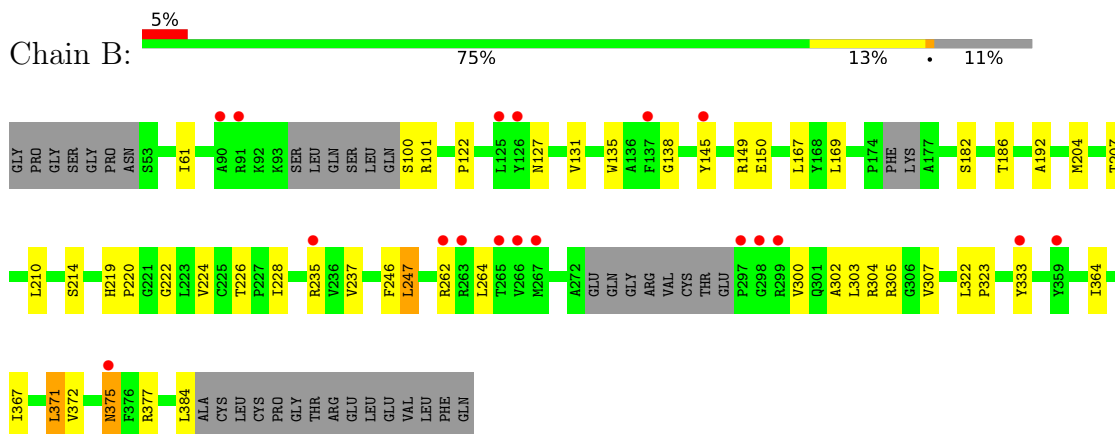 5%
Chain B:
75% 13% • 11%
GLY PRO GLY SER GLY PRO ASN S53 I61 A90 R91 K92 K93 SER LEU GLN SER LEU GLN S100 R101 P122 L125 Y126 N127 V131 W135 A136 F137 G138 Y145 R149 E150 L167 Y168 L169 P174 PHE LYS A177 S182 T186 A192 M204 T207
L210 S214 H219 P220 G221 G222 L223 V224 C225 T226 P227 I228 R235 V236 V237 F246 L247 R262 R263 L264 T265 V266 M267 A272 GLU GLN GLY ARG VAL CYS THR GLU P297 G298 R299 V300 Q301 A302 L303 R304 R305 G306 V307 L322 P323 Y333 Y359 I364
I367 L371 V372 N375 F376 R377 L384 ALA CYS LEU CYS PRO GLY THR ARG GLU LEU GLU VAL LEU PHE GLN